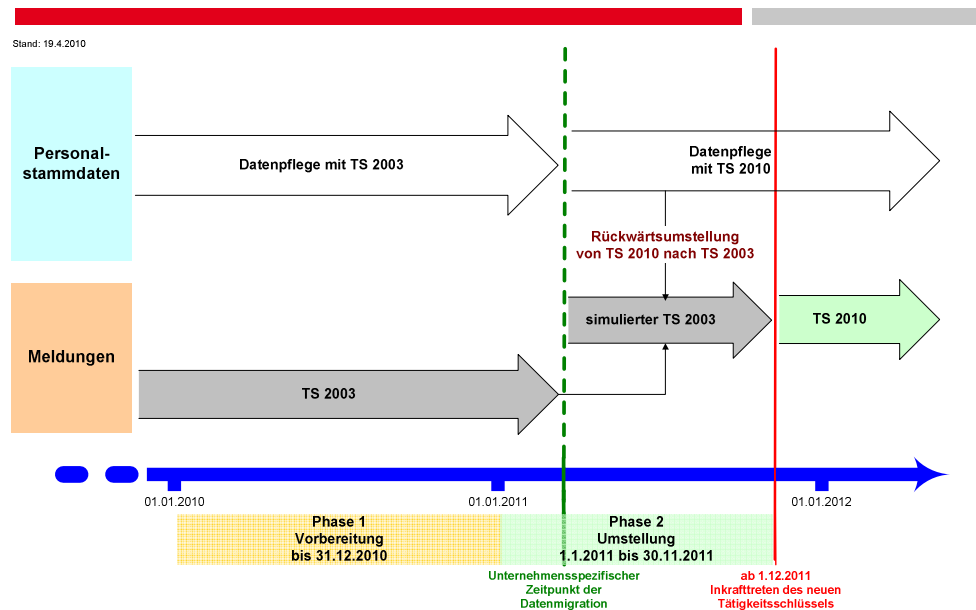 Stand: 19.4.2010
Personal-
stammdaten
Datenpflege mit TS 2003
Datenpflege
mit TS 2010
Rückwärtsumstellung
von TS 2010 nach TS 2003
simulierter TS 2003
TS 2010
Meldungen
TS 2003
01.01.2010
01.01.2011
01.01.2012
Phase 1
Vorbereitung
bis 31.12.2010
Phase 2
Umstellung
1.1.2011 bis 30.11.2011
Unternehmensspezifischer
Zeitpunkt der
Datenmigration
ab 1.12.2011
Inkrafttreten des neuen
Tätigkeitsschlüssels